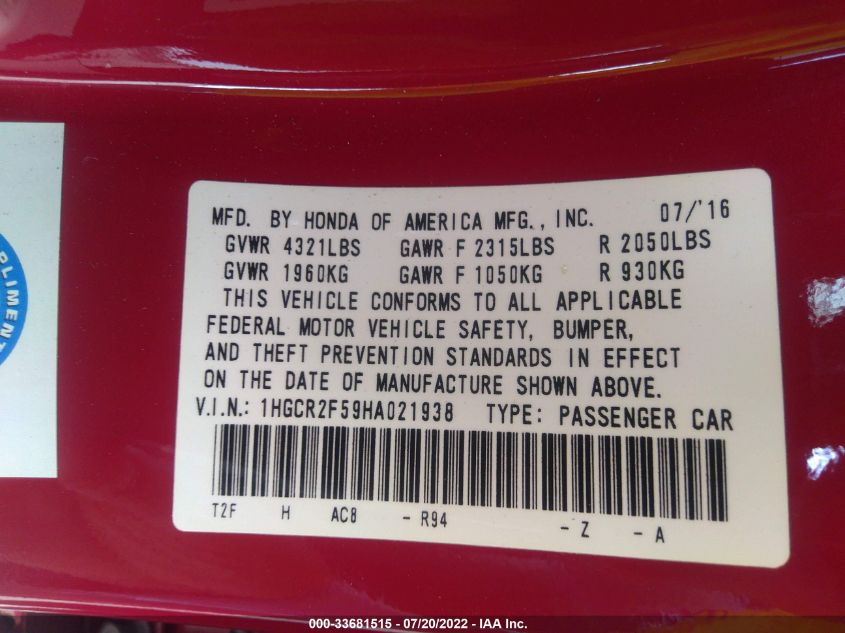 MFD. BY HONDA OF AMERICA MFG., INC. 07/'16
GVWR 4321LBS GAWR F 2315LBS R 2050LBS
GVWR 1960KG GAWR F 1050KG R 930KG
THIS VEHICLE CONFORMS TO ALL APPLICABLE
FEDERAL MOTOR VEHICLE SAFETY, BUMPER,
AND THEFT PREVENTION STANDARDS IN EFFECT
ON THE DATE OF MANUFACTURE SHOWN ABOVE.
V.I.N.: 1HGCR2F59HA021938 TYPE: PASSENGER CAR
T2F H AC8 - R94 - Z - A
000-33681515 - 07/20/2022 - IAA Inc.